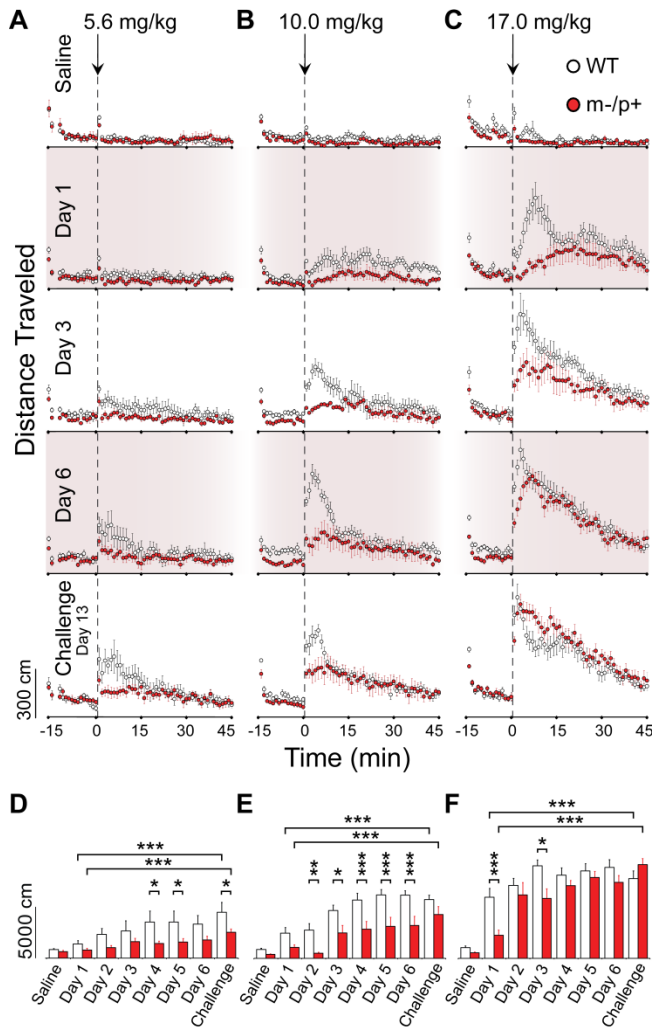 A 5.6 mg/kg B 10.0 mg/kg C 17.0 mg/kg
WT
m-/p+
Saline
Day 1
Day 3
Day 6
Challenge
Day 13
Distance Traveled
300 cm
-15 0 15 30 45 -15 0 15 30 45 -15 0 15 30 45
Time (min)
D E F
*** *** ***
*** *** ***
* * * ** * *** *** *** *** *
5000 cm
Saline Day 1 Day 2 Day 3 Day 4 Day 5 Day 6 Challenge Saline Day 1 Day 2 Day 3 Day 4 Day 5 Day 6 Challenge Saline Day 1 Day 2 Day 3 Day 4 Day 5 Day 6 Challenge